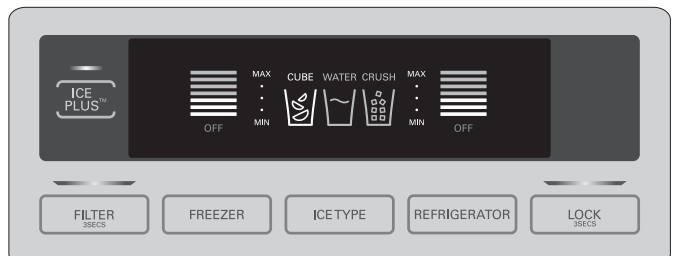 ICE
PLUS™
OFF
MAX
MIN
CUBE WATER CRUSH
MAX
MIN
OFF
FILTER
3SECS
FREEZER
ICE TYPE
REFRIGERATOR
LOCK
3SECS